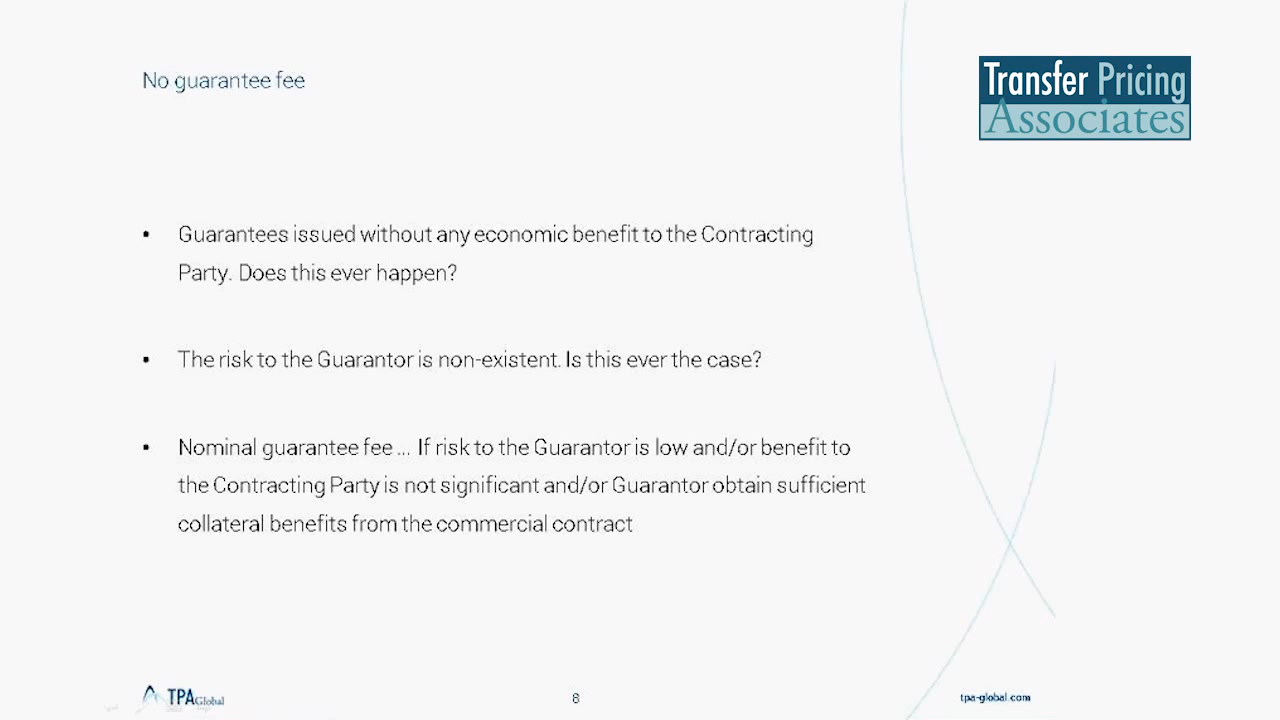 No guarantee fee
Transfer Pricing
Associates
▪ Guarantees issued without any economic benefit to the Contracting
Party. Does this ever happen?
▪ The risk to the Guarantor is non-existent. Is this ever the case?
▪ Nominal guarantee fee ... If risk to the Guarantor is low and/or benefit to
the Contracting Party is not significant and/or Guarantor obtain sufficient
collateral benefits from the commercial contract
TPA Global
8
tpa-global.com